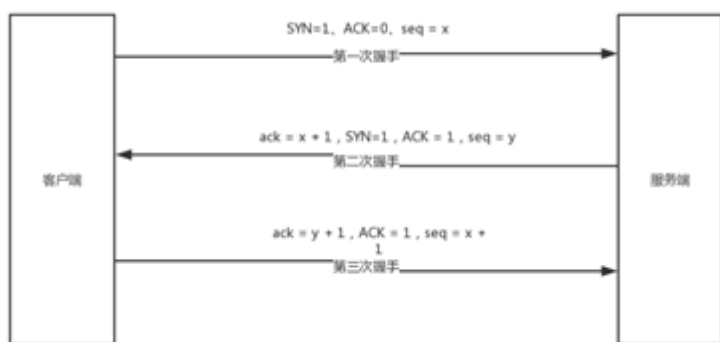 SYN=1、ACK=0、seq = x
第一次握手
ack = x + 1 , SYN=1 , ACK = 1 , seq = y
第二次握手
客户端
服务端
ack = y + 1 , ACK = 1 , seq = x +
1
第三次握手